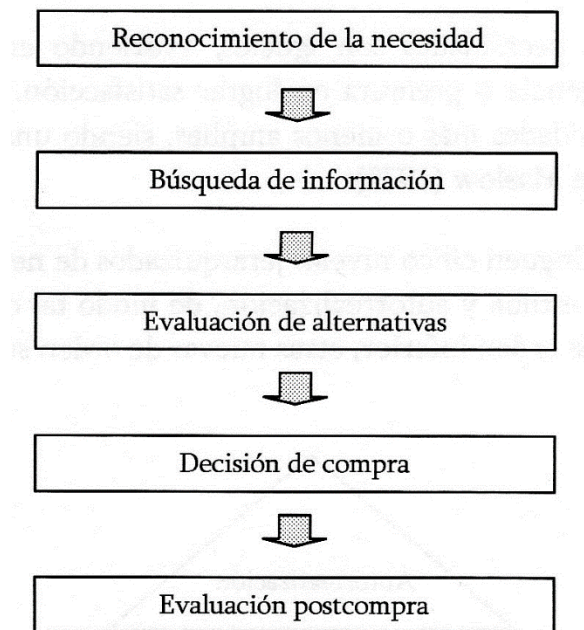 Reconocimiento de la necesidad
Búsqueda de información
Evaluación de alternativas
Decisión de compra
Evaluación postcompra